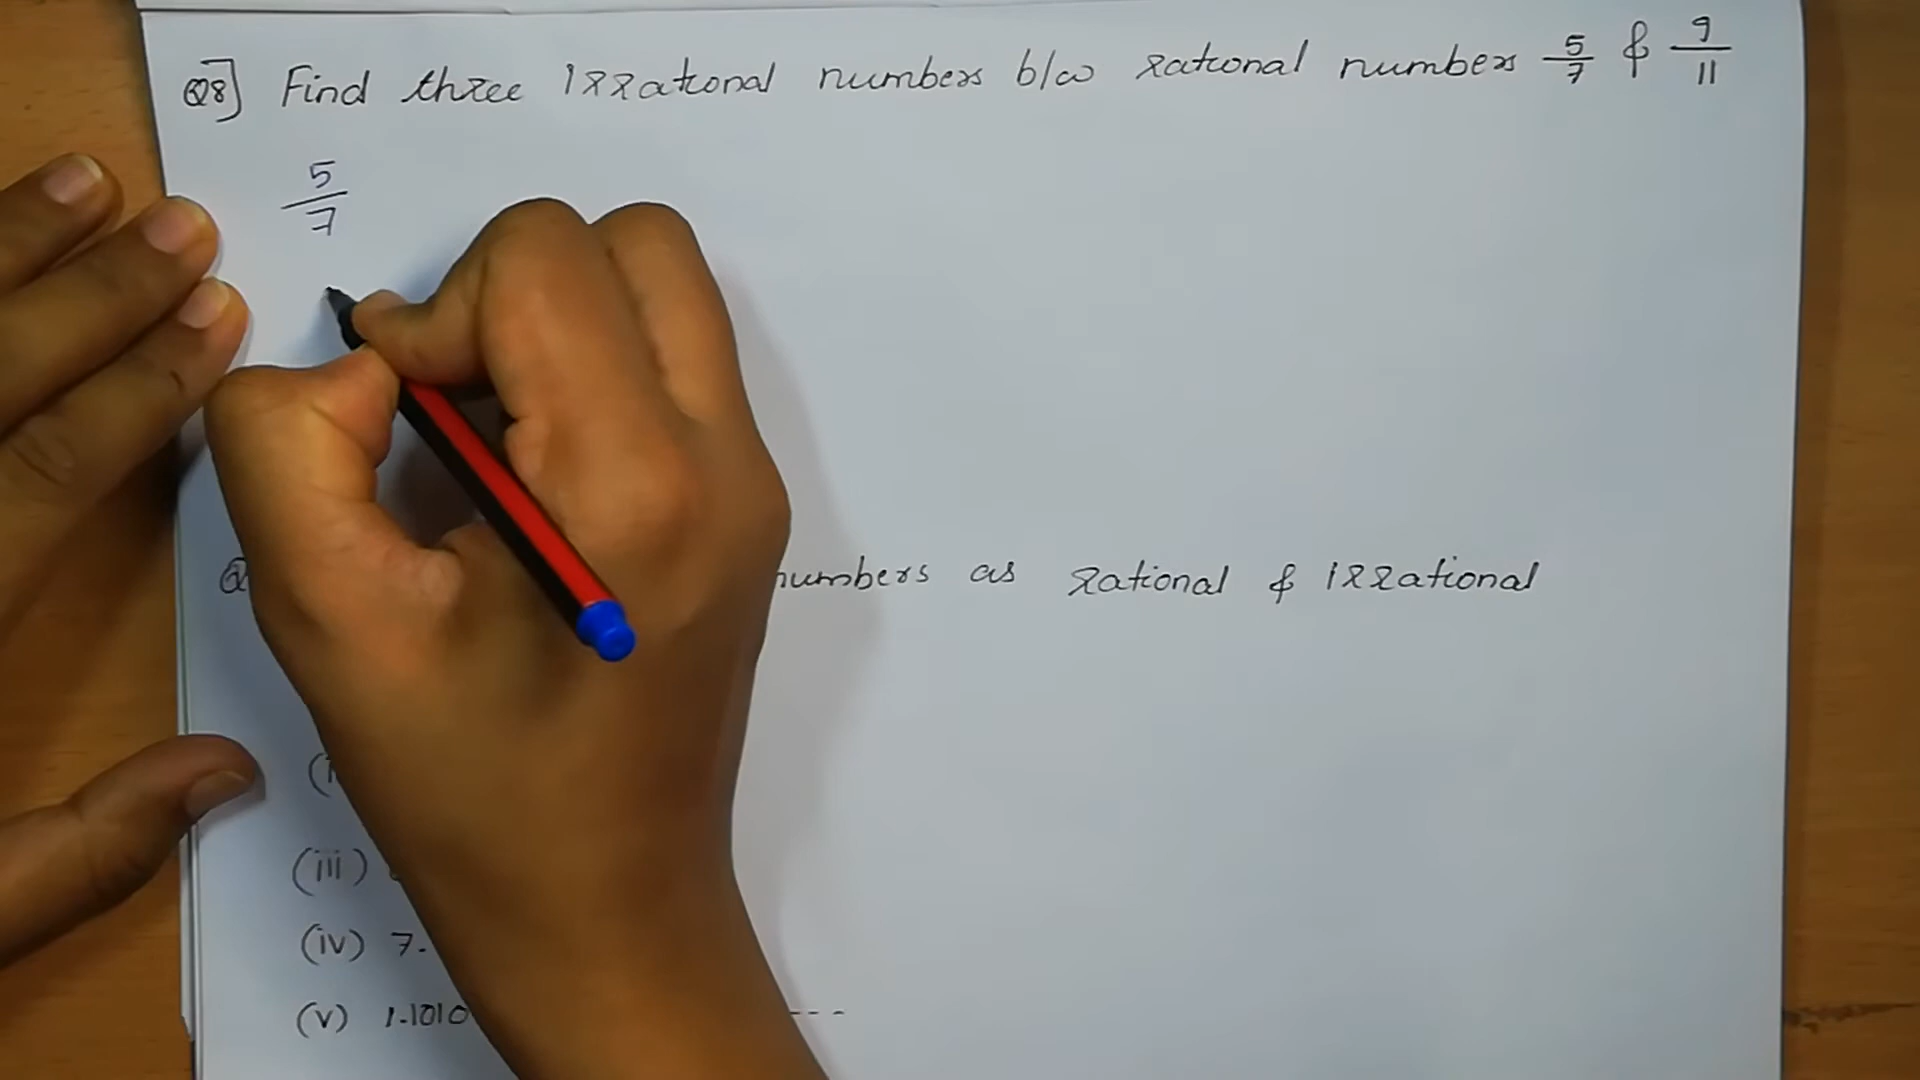 Q8] Find three Irrational numbers b/w rational numbers 5/7 & 9/11
5/7
numbers as rational & irrational
(iii)
(iv) 7.
(v) 1.1010 ---